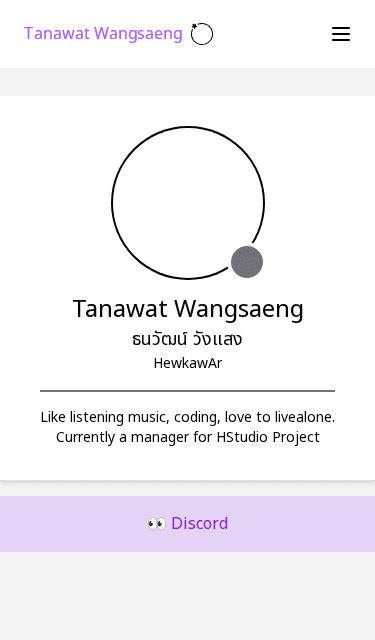 Tanawat Wangsaeng
Tanawat Wangsaeng
ธนวัฒน์ วังแสง
HewkawAr
Like listening music, coding, love to livealone.
Currently a manager for HStudio Project
👀 Discord